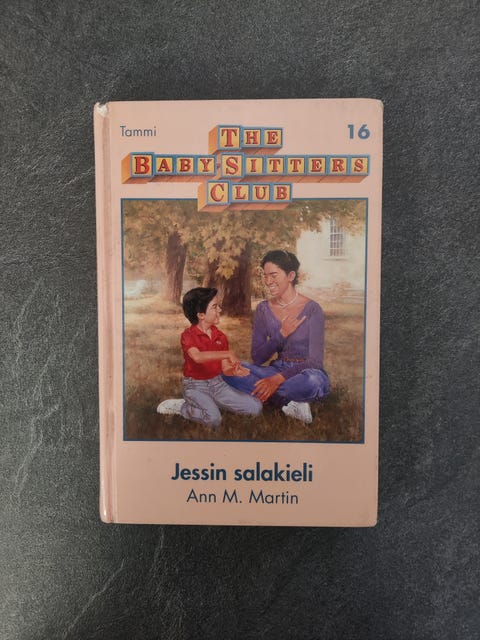 Tammi
16
THE
BABY-SITTERS
CLUB
Jessin salakieli
Ann M. Martin